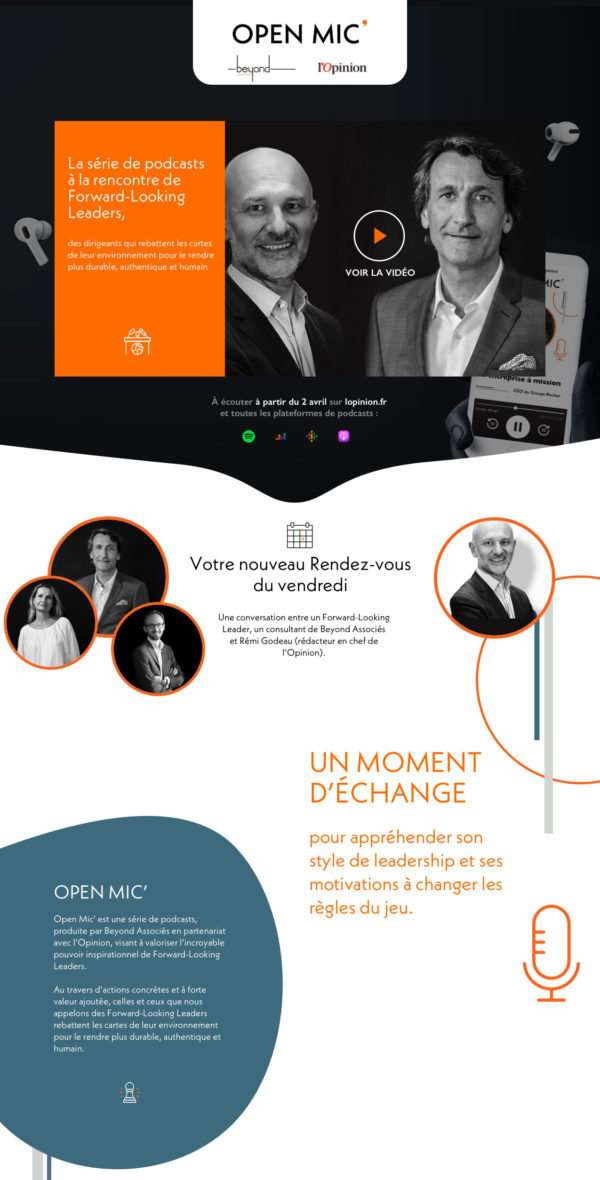 OPEN MIC'
beyond
l'Opinion
La série de podcasts
à la rencontre de
Forward-Looking
Leaders,
des dirigeants qui rebattent les cartes
de leur environnement pour le rendre
plus durable, authentique et humain
VOIR LA VIDÉO
MIC'
entreprise à mission
CEO du Groupe Rocher
À écouter à partir du 2 avril sur lopinion.fr
et toutes les plateformes de podcasts :
Votre nouveau Rendez-vous
du vendredi
Une conversation entre un Forward-Looking
Leader, un consultant de Beyond Associés
et Rémi Godeau (rédacteur en chef de
l'Opinion).
UN MOMENT
D'ÉCHANGE
pour appréhender son
style de leadership et ses
motivations à changer les
règles du jeu.
OPEN MIC'
Open Mic' est une série de podcasts,
produite par Beyond Associés en partenariat
avec l'Opinion, visant à valoriser l'incroyable
pouvoir inspirationnel de Forward-Looking
Leaders.
Au travers d'actions concrètes et à forte
valeur ajoutée, celles et ceux que nous
appelons des Forward-Looking Leaders
rebattent les cartes de leur environnement
pour le rendre plus durable, authentique et
humain.